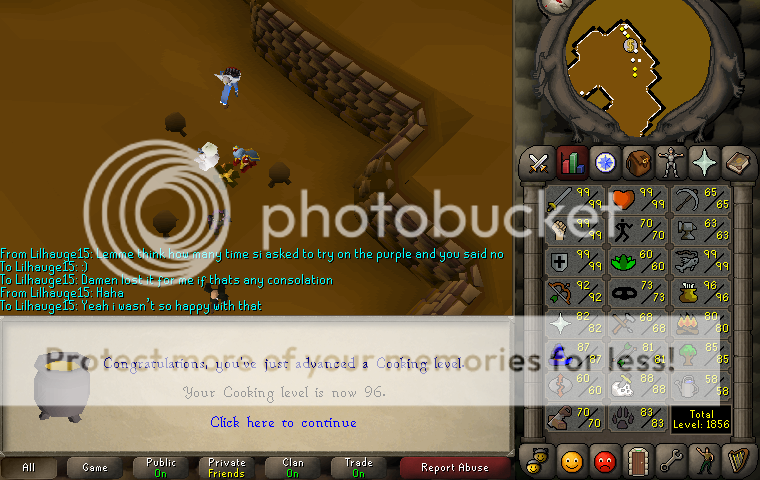 From Lilhauge15: Lemme think how many time si asked to try on the purple and you said no
To Lilhauge15: :)
To Lilhauge15: Damen lost it for me if thats any consolation
From Lilhauge15: Haha
To Lilhauge15: Yeah i wasn't so happy with that
Congratulations, you've just advanced a Cooking level.
Your Cooking level is now 96.
Click here to continue
All Game Public On Private Friends Clan On Trade On Report Abuse
99/99 99/99 65/65
99/99 70/70 63/63
99/99 60/60 99/99
92/92 73/73 96/96
82/82 68/68 80/80
87/87 81/81 85/85
60/60 88/88 58/58
70/70 83/83 Total Level: 1856
photobucket
Protect more of your memories for less!